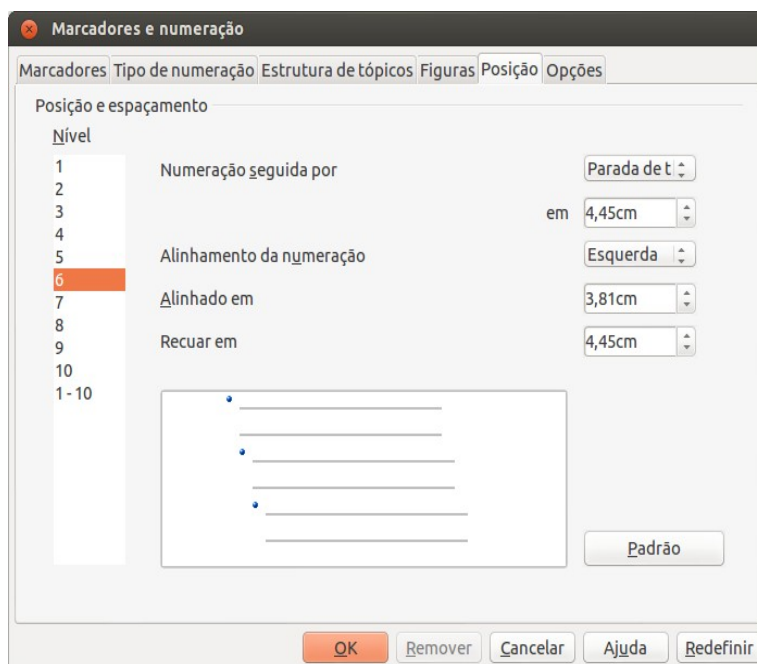 Marcadores e numeração
Marcadores Tipo de numeração Estrutura de tópicos Figuras Posição Opções
Posição e espaçamento
Nível
1
2
3
4
5
6
7
8
9
10
1 - 10
Numeração seguida por Parada de t
em 4,45cm
Alinhamento da numeração Esquerda
Alinhado em 3,81cm
Recuar em 4,45cm
Padrão
OK Remover Cancelar Ajuda Redefinir